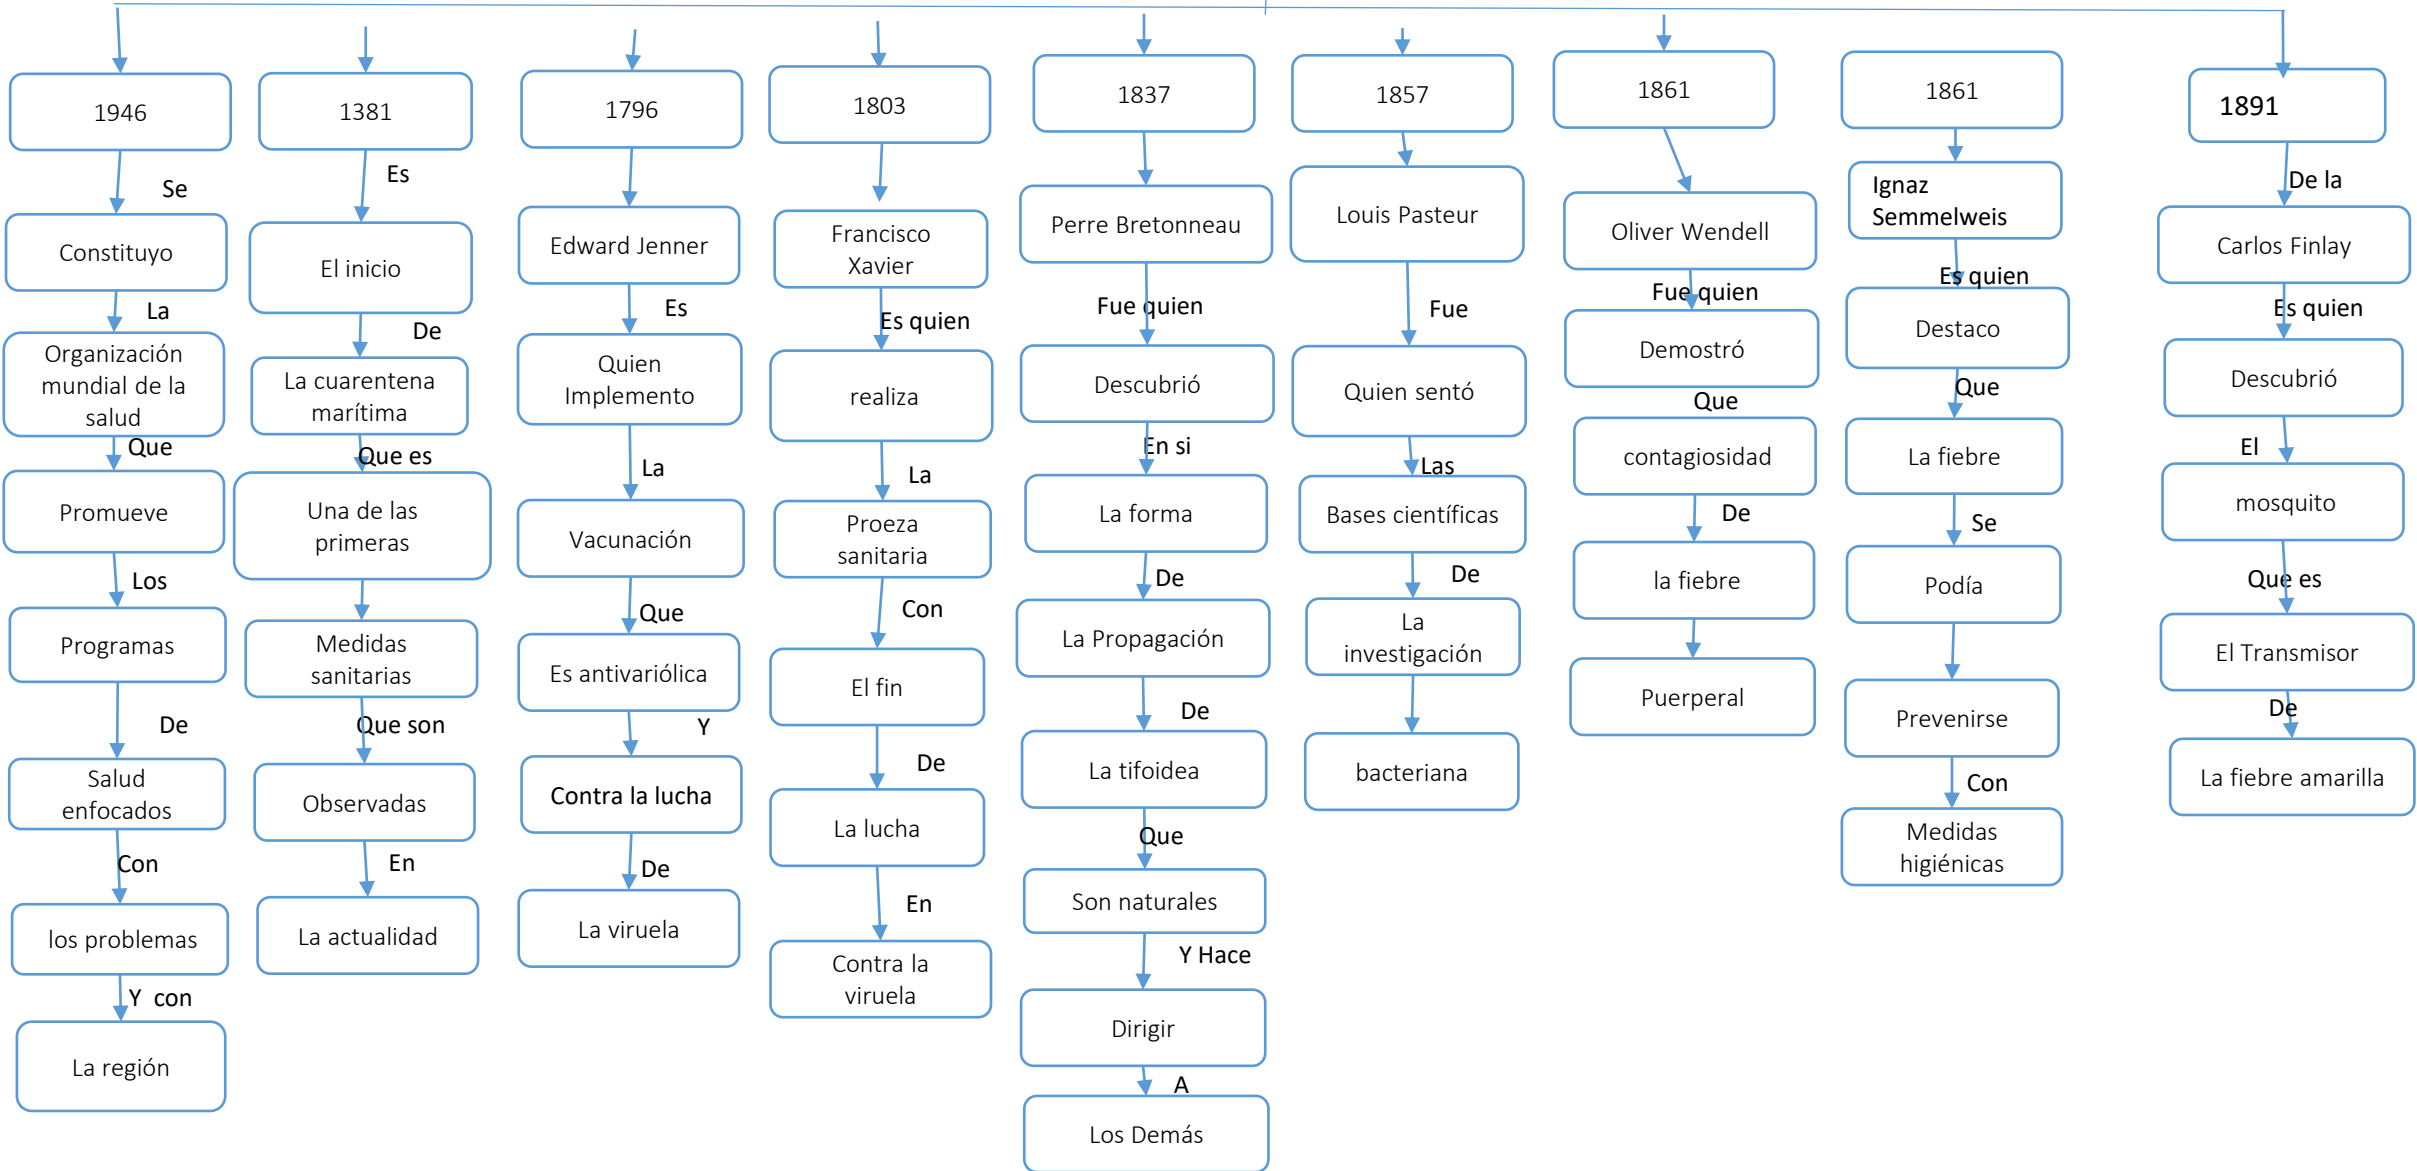 1946
Se
Constituyo
La
Organización
mundial de la
salud
Que
Promueve
Los
Programas
De
Salud
enfocados
Con
los problemas
Y con
La región
1381
Es
El inicio
De
La cuarentena
marítima
Que es
Una de las
primeras
Medidas
sanitarias
Que son
Observadas
En
La actualidad
1796
Edward Jenner
Es
Quien
Implemento
La
Vacunación
Que
Es antivariólica
Y
Contra la lucha
De
La viruela
1803
Francisco
Xavier
Es quien
realiza
La
Proeza
sanitaria
Con
El fin
De
La lucha
En
Contra la
viruela
1837
Perre Bretonneau
Fue quien
Descubrió
En si
La forma
De
La Propagación
De
La tifoidea
Que
Son naturales
Y Hace
Dirigir
A
Los Demás
1857
Louis Pasteur
Fue
Quien sentó
Las
Bases científicas
De
La
investigación
bacteriana
1861
Oliver Wendell
Fue quien
Demostró
Que
contagiosidad
De
la fiebre
Puerperal
1861
Ignaz
Semmelweis
Es quien
Destaco
Que
La fiebre
Se
Podía
Prevenirse
Con
Medidas
higiénicas
1891
De la
Carlos Finlay
Es quien
Descubrió
El
mosquito
Que es
El Transmisor
De
La fiebre amarilla